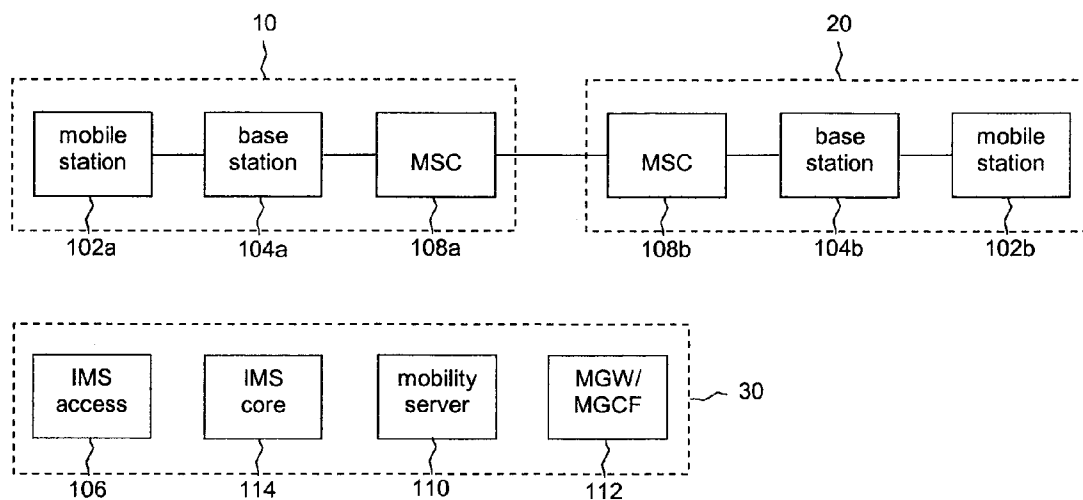 10
20
mobile station
base station
MSC
MSC
base station
mobile station
102a
104a
108a
108b
104b
102b
IMS access
IMS core
mobility server
MGW/ MGCF
30
106
114
110
112